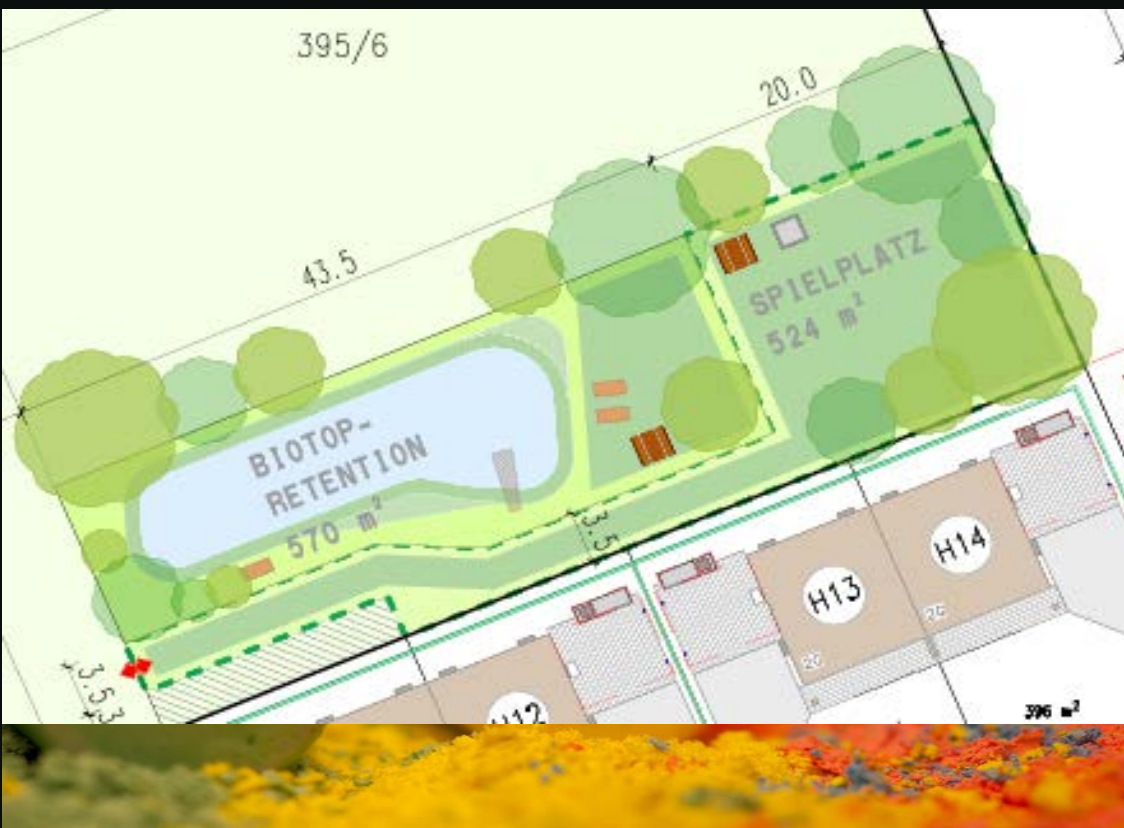 395/6
20.0
43.5
SPIELPLATZ
524 m²
BIOTOP-
RETENTION
570 m²
3.5
H14
H13
20
20
3.5
H12
396 m²